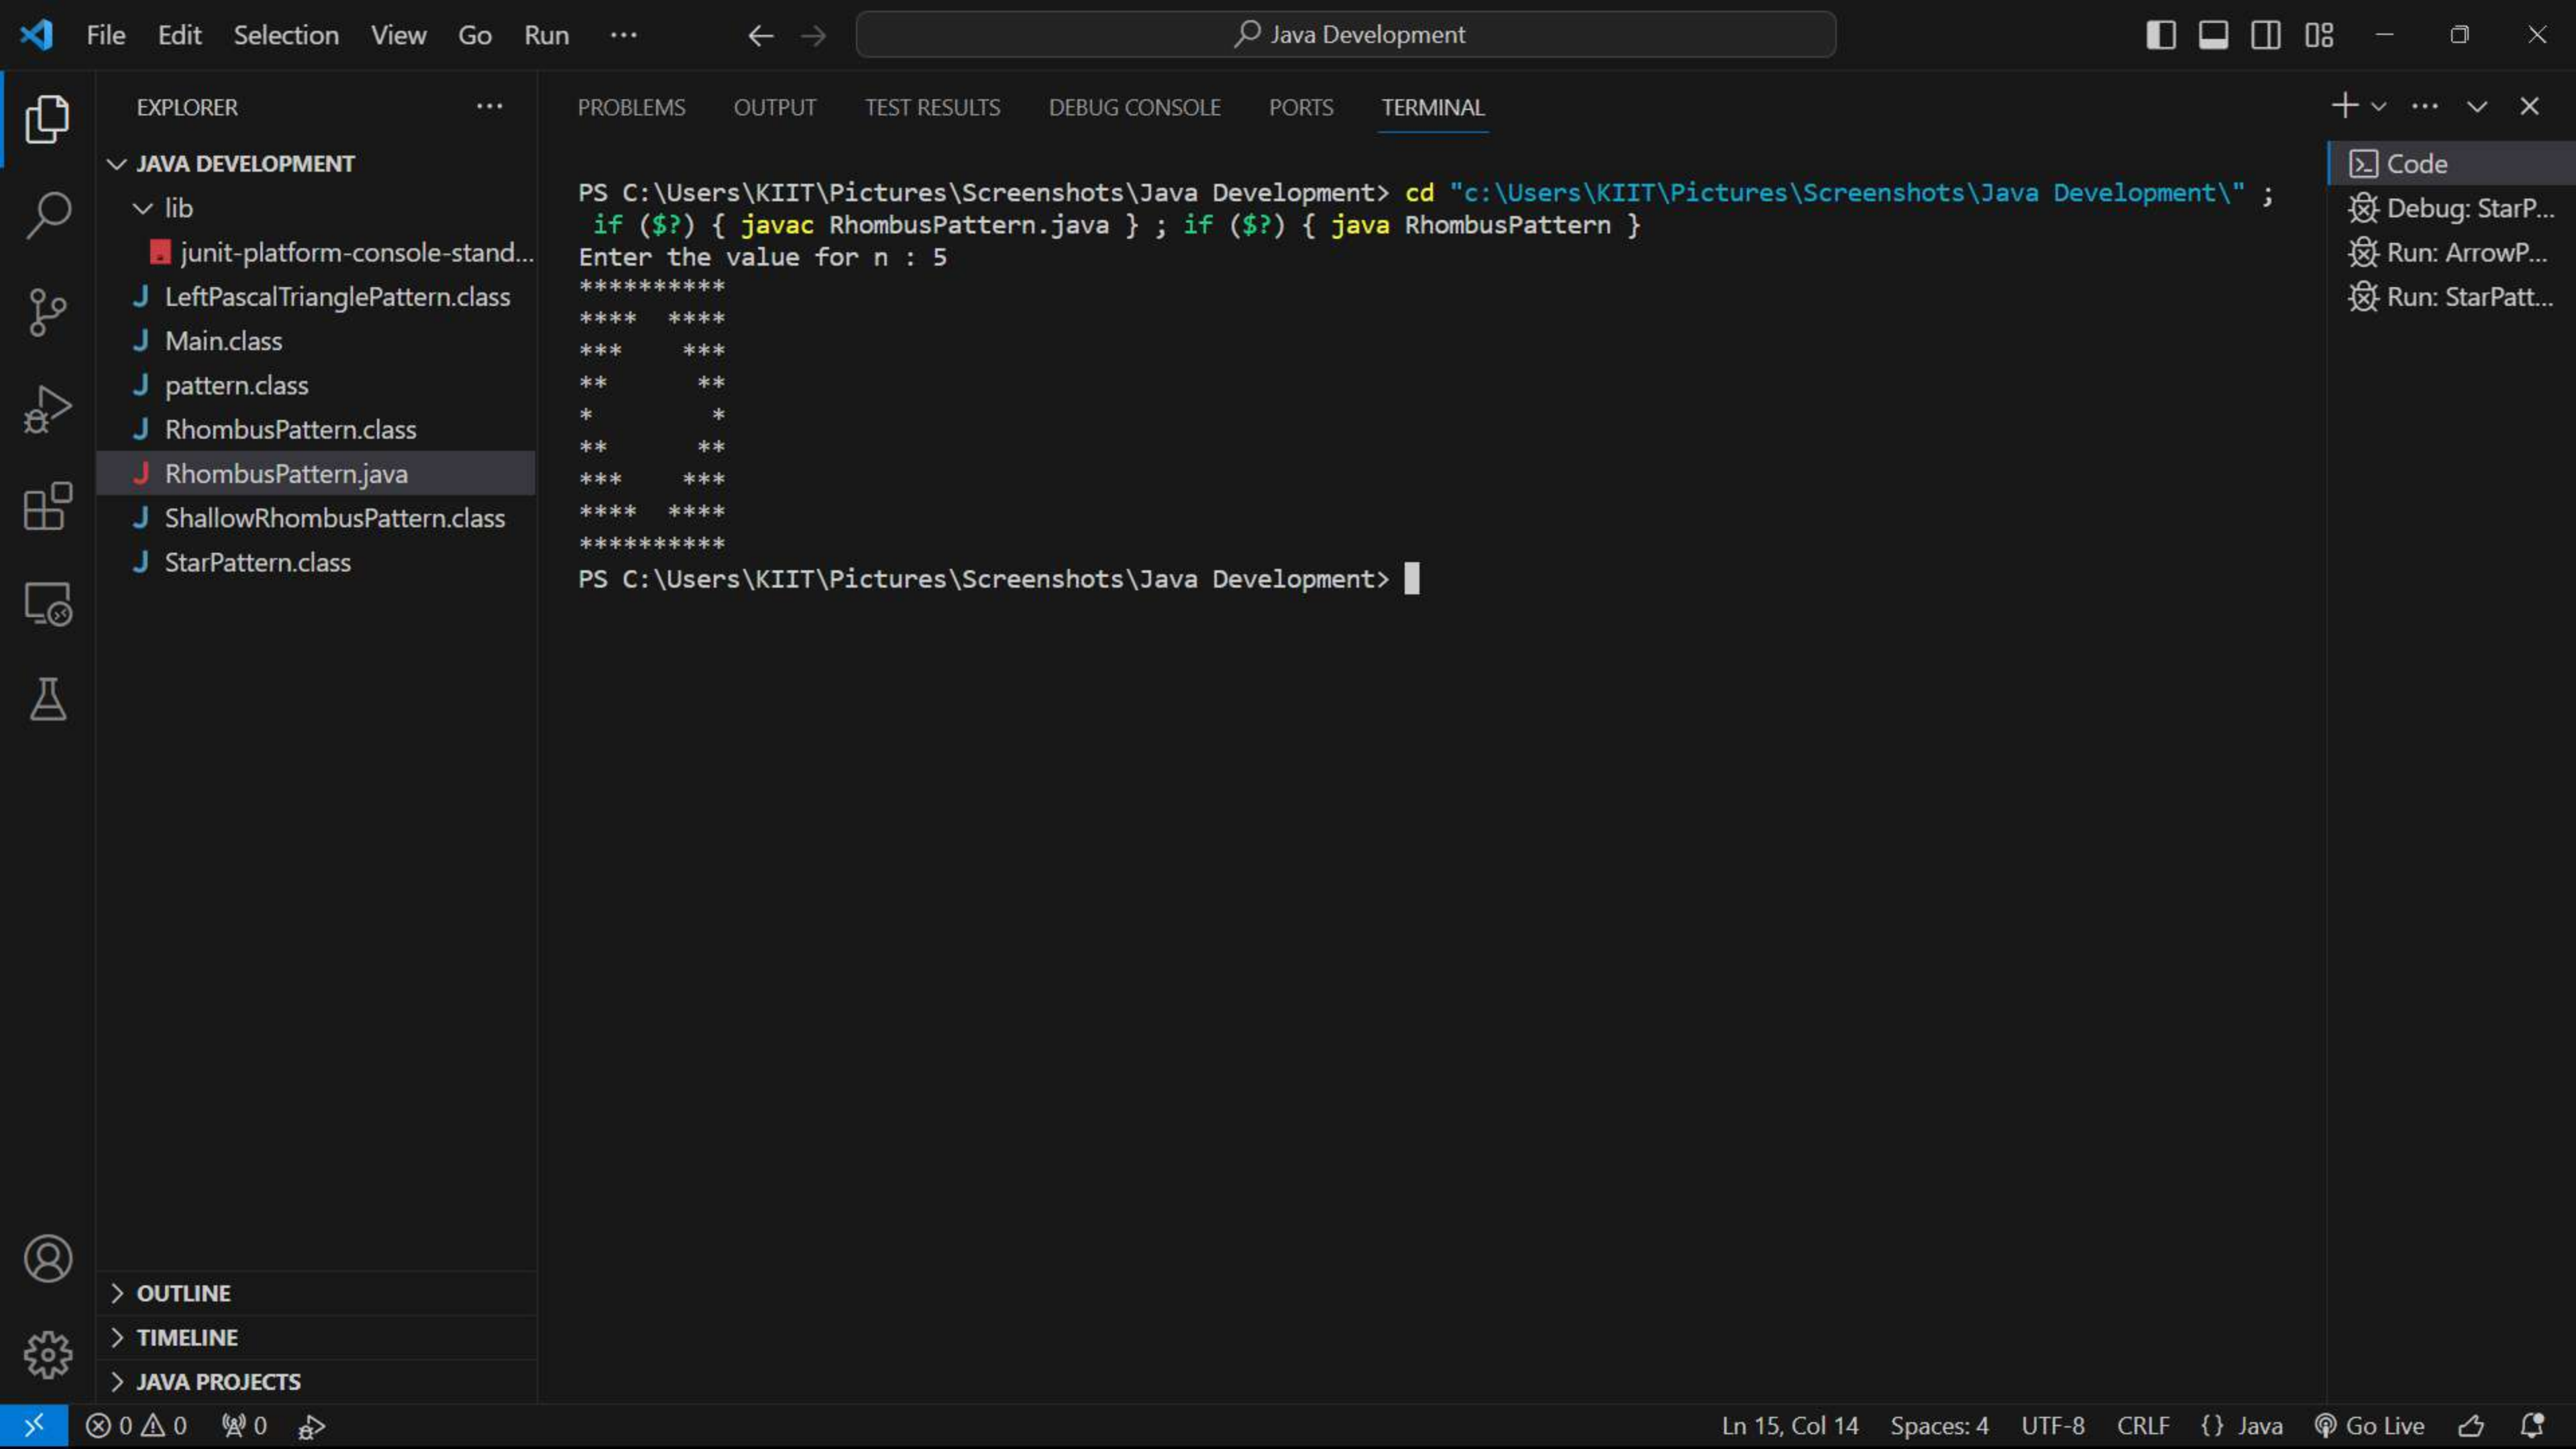 File Edit Selection View Go Run ··· Java Development
EXPLORER ···
JAVA DEVELOPMENT
lib
junit-platform-console-stand...
LeftPascalTrianglePattern.class
Main.class
pattern.class
RhombusPattern.class
RhombusPattern.java
ShallowRhombusPattern.class
StarPattern.class
OUTLINE
TIMELINE
JAVA PROJECTS
PROBLEMS OUTPUT TEST RESULTS DEBUG CONSOLE PORTS TERMINAL
PS C:\Users\KIIT\Pictures\Screenshots\Java Development> cd "c:\Users\KIIT\Pictures\Screenshots\Java Development\" ;
 if ($?) { javac RhombusPattern.java } ; if ($?) { java RhombusPattern }
Enter the value for n : 5
**********
****  ****
***    ***
**      **
*        *
**      **
***    ***
****  ****
**********
PS C:\Users\KIIT\Pictures\Screenshots\Java Development>
Code
Debug: StarP...
Run: ArrowP...
Run: StarPatt...
0 0 0 Ln 15, Col 14 Spaces: 4 UTF-8 CRLF {} Java Go Live